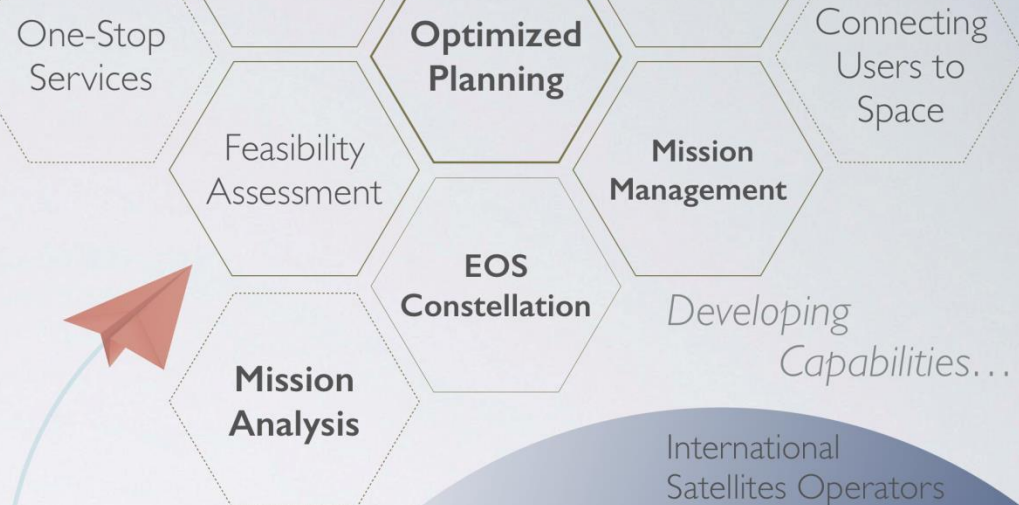 One-Stop
Services
Optimized
Planning
Connecting
Users to
Space
Feasibility
Assessment
Mission
Management
EOS
Constellation
Developing
Capabilities…
Mission
Analysis
International
Satellites Operators